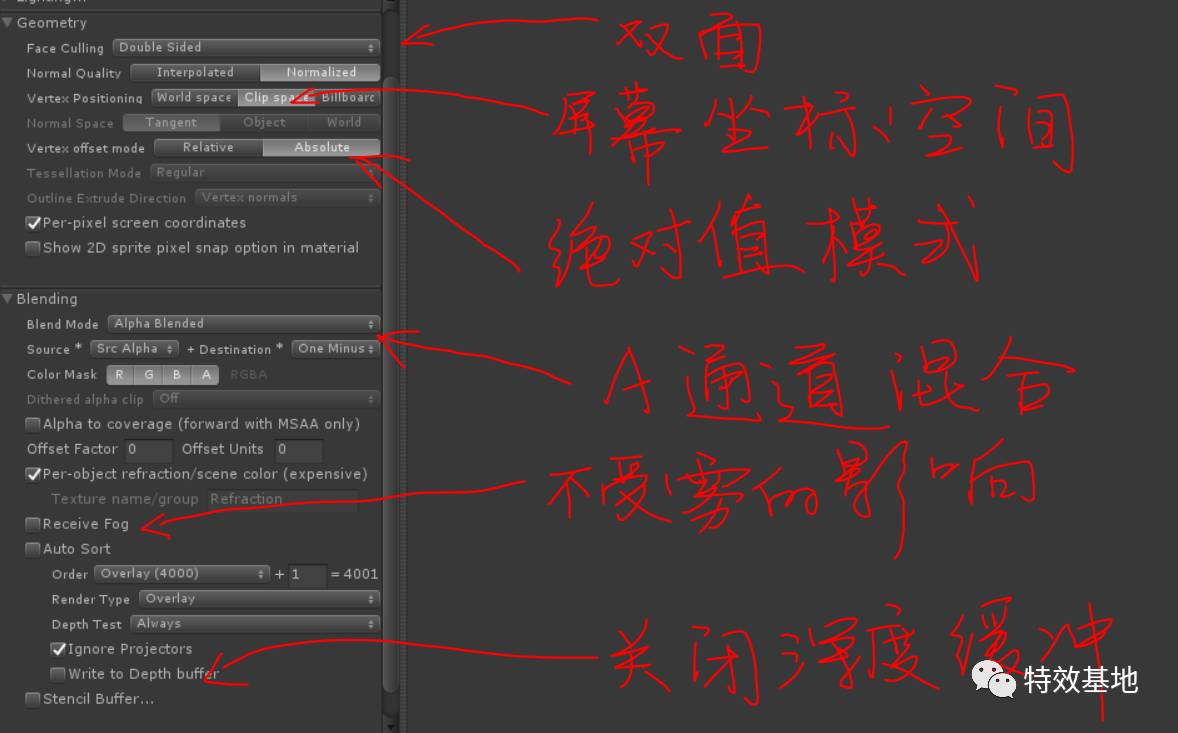 Geometry
双面
Face Culling Double Sided
Normal Quality Interpolated Normalized
Vertex Positioning World space Clip space Billboard
屏幕坐标空间
Normal Space Tangent Object World
Vertex offset mode Relative Absolute
Tessellation Mode Regular
Outline Extrude Direction Vertex normals
绝对值模式
Per-pixel screen coordinates
Show 2D sprite pixel snap option in material
Blending
Blend Mode Alpha Blended
Source * Src Alpha + Destination * One Minus
A通道混合
Color Mask R G B A RGBA
Dithered alpha clip Off
Alpha to coverage (forward with MSAA only)
Offset Factor 0 Offset Units 0
Per-object refraction/scene color (expensive)
不受雾的影响
Texture name/group Refraction
Receive Fog
Auto Sort
Order Overlay (4000) + 1 = 4001
Render Type Overlay
Depth Test Always
Ignore Projectors
关闭深度缓冲
Write to Depth buffer
特效基地
Stencil Buffer...